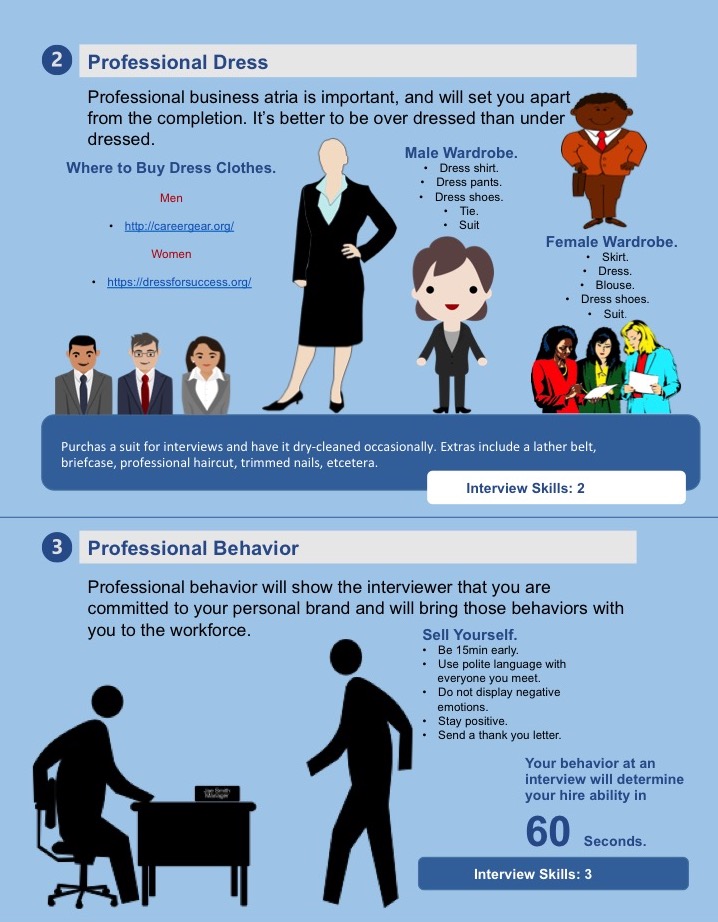 2 Professional Dress
Professional business atria is important, and will set you apart
from the completion. It's better to be over dressed than under
dressed.
Where to Buy Dress Clothes.
Men
• http://careergear.org/
Women
• https://dressforsuccess.org/
Male Wardrobe.
• Dress shirt.
• Dress pants.
• Dress shoes.
• Tie.
• Suit
Female Wardrobe.
• Skirt.
• Dress.
• Blouse.
• Dress shoes.
• Suit.
Purchas a suit for interviews and have it dry-cleaned occasionally. Extras include a lather belt,
briefcase, professional haircut, trimmed nails, etcetera.
Interview Skills: 2
3 Professional Behavior
Professional behavior will show the interviewer that you are
committed to your personal brand and will bring those behaviors with
you to the workforce.
Sell Yourself.
• Be 15min early.
• Use polite language with
everyone you meet.
• Do not display negative
emotions.
• Stay positive.
• Send a thank you letter.
Jan Smith
Manager
Your behavior at an
interview will determine
your hire ability in
60 Seconds.
Interview Skills: 3